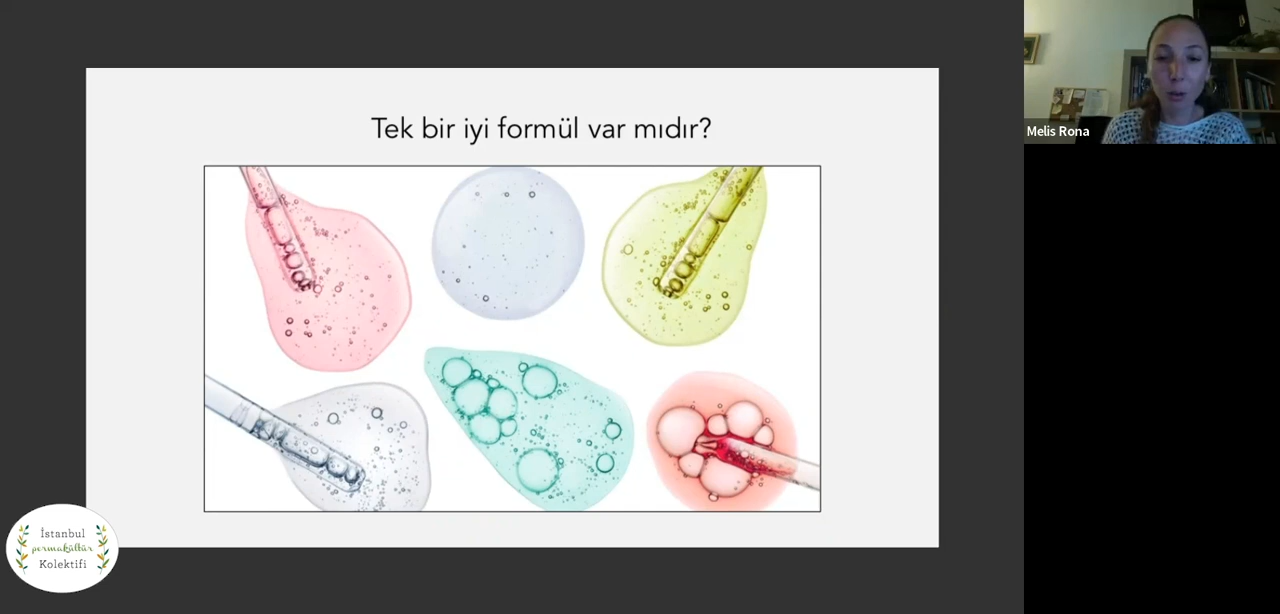 Tek bir iyi formül var mıdır?
Melis Rona
İstanbul
permakültür
Kolektifi